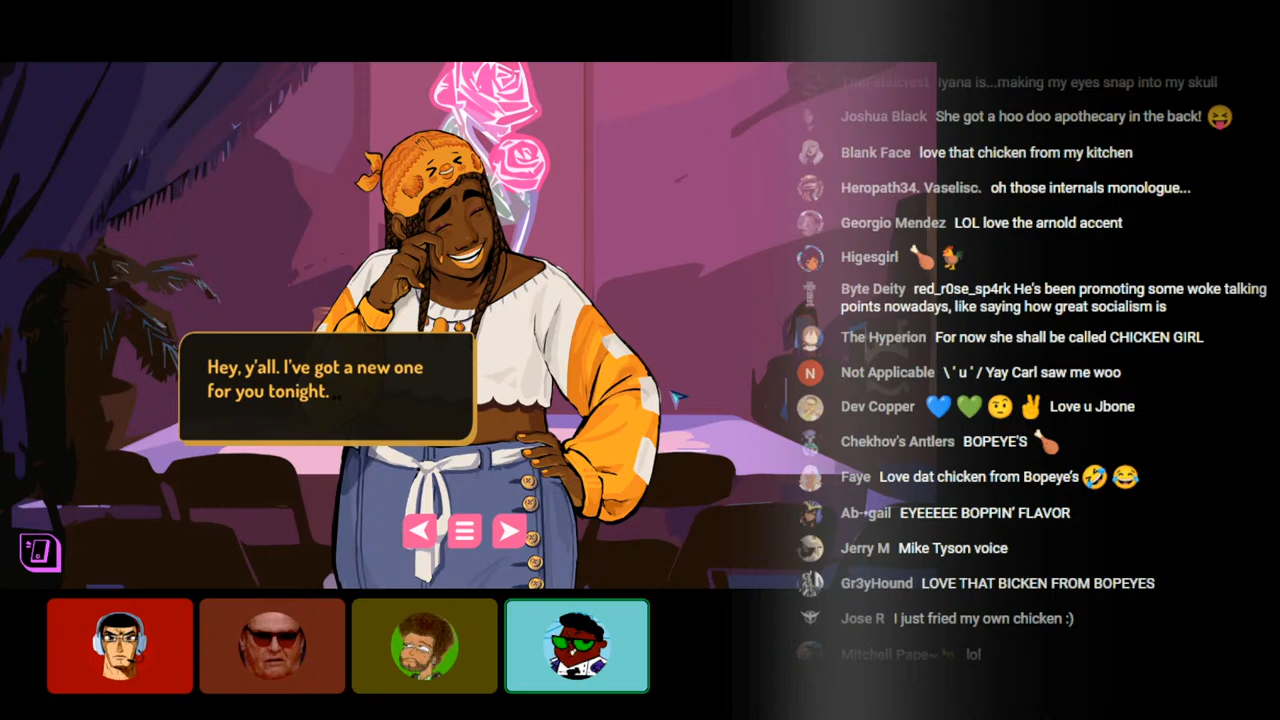 TheFatalcrest Iyana is...making my eyes snap into my skull
Joshua Black She got a hoo doo apothecary in the back! 😝
Blank Face love that chicken from my kitchen
Heropath34. Vaselisc. oh those internals monologue...
Georgio Mendez LOL love the arnold accent
Higesgirl 🍗🐓
Byte Deity red_r0se_sp4rk He's been promoting some woke talking
points nowadays, like saying how great socialism is
The Hyperion For now she shall be called CHICKEN GIRL
N Not Applicable \ ' u ' / Yay Carl saw me woo
Dev Copper 💙💚🤨✌ Love u Jbone
Chekhov's Antlers BOPEYE'S 🍗
Faye Love dat chicken from Bopeye's 🤣😂
Ab-•gail EYEEEEE BOPPIN' FLAVOR
Jerry M Mike Tyson voice
Gr3yHound LOVE THAT BICKEN FROM BOPEYES
Jose R I just fried my own chicken :)
Mitchell Pape~ lol
Hey, y'all. I've got a new one
for you tonight. ..